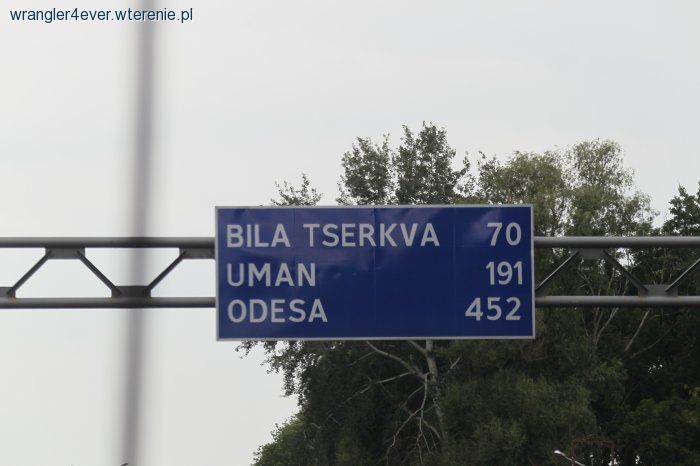 wrangler4ever.wterenie.pl
BILA TSERKVA 70
UMAN 191
ODESA 452